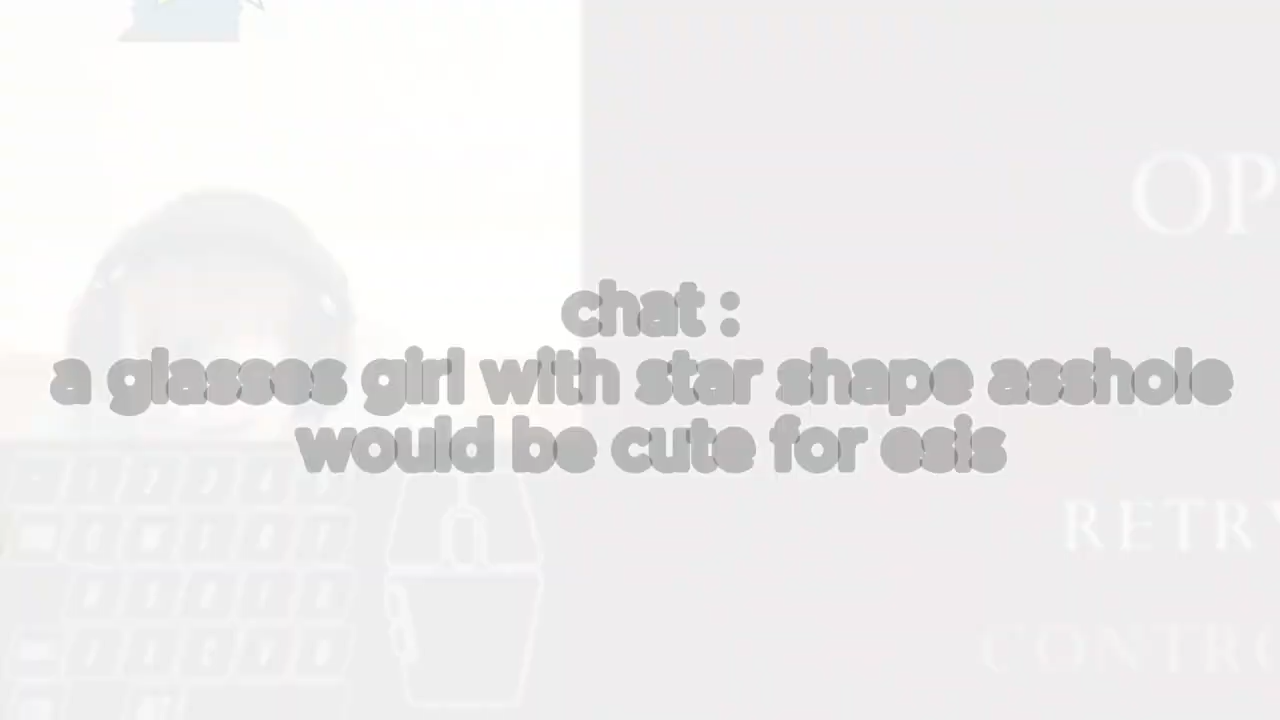 OP
chat :
a glasses girl with star shape asshole
would be cute for esis
RETRY
CONTRO